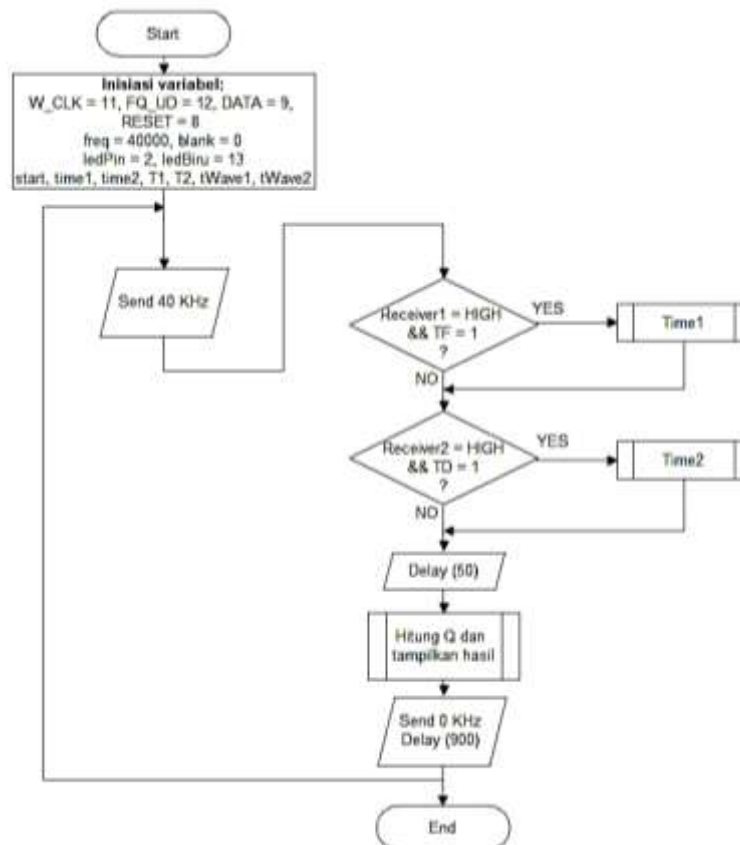 Start
Inisiasi variabel:
W_CLK = 11, FQ_UD = 12, DATA = 9,
RESET = 8
freq = 40000, blank = 0
ledPin = 2, ledBiru = 13
start, time1, time2, T1, T2, tWave1, tWave2
Send 40 KHz
Receiver1 = HIGH
&& TF = 1
?
YES
Time1
NO
Receiver2 = HIGH
&& TD = 1
?
YES
Time2
NO
Delay (50)
Hitung Q dan
tampilkan hasil
Send 0 KHz
Delay (900)
End